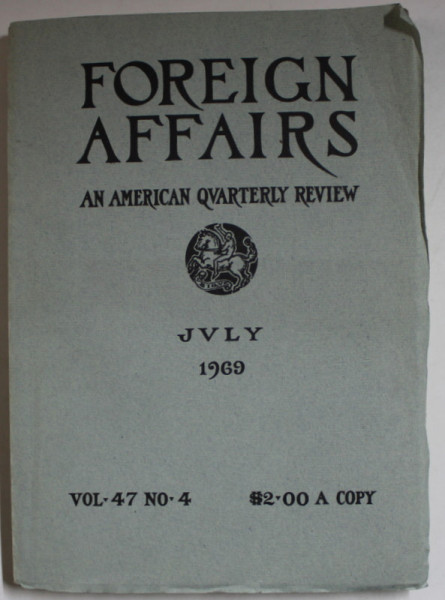 FOREIGN
AFFAIRS
AN AMERICAN QVARTERLY REVIEW
JVLY
1969
VOL·47 NO·4 $2·00 A COPY